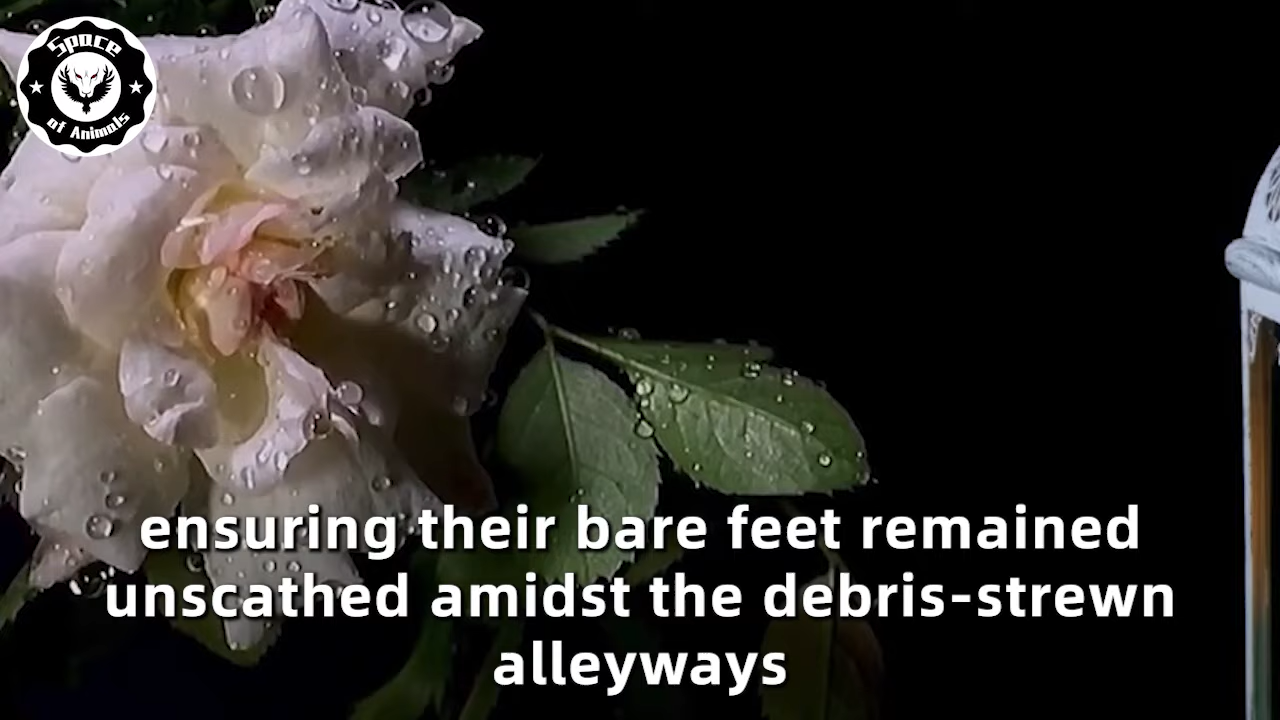 Space
of Animals
ensuring their bare feet remained
unscathed amidst the debris-strewn
alleyways